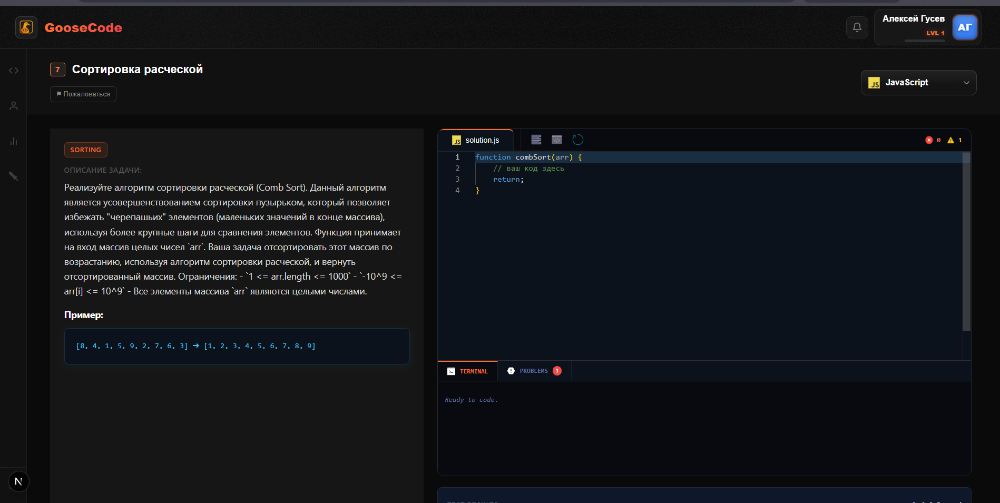 GooseCode
Алексей Гусев
LVL 1
АГ
7 Сортировка расческой
Пожаловаться
JS JavaScript
SORTING
ОПИСАНИЕ ЗАДАЧИ:
Реализуйте алгоритм сортировки расческой (Comb Sort). Данный алгоритм
является усовершенствованием сортировки пузырьком, который позволяет
избежать "черепашьих" элементов (маленьких значений в конце массива),
используя более крупные шаги для сравнения элементов. Функция принимает
на вход массив целых чисел `arr`. Ваша задача отсортировать этот массив по
возрастанию, используя алгоритм сортировки расческой, и вернуть
отсортированный массив. Ограничения: - `1 <= arr.length <= 1000` - `-10^9 <=
arr[i] <= 10^9` - Все элементы массива `arr` являются целыми числами.
Пример:
[8, 4, 1, 5, 9, 2, 7, 6, 3] ➔ [1, 2, 3, 4, 5, 6, 7, 8, 9]
JS solution.js
0 1
1 function combSort(arr) {
2 // ваш код здесь
3 return;
4 }
TERMINAL
PROBLEMS 1
Ready to code.
N